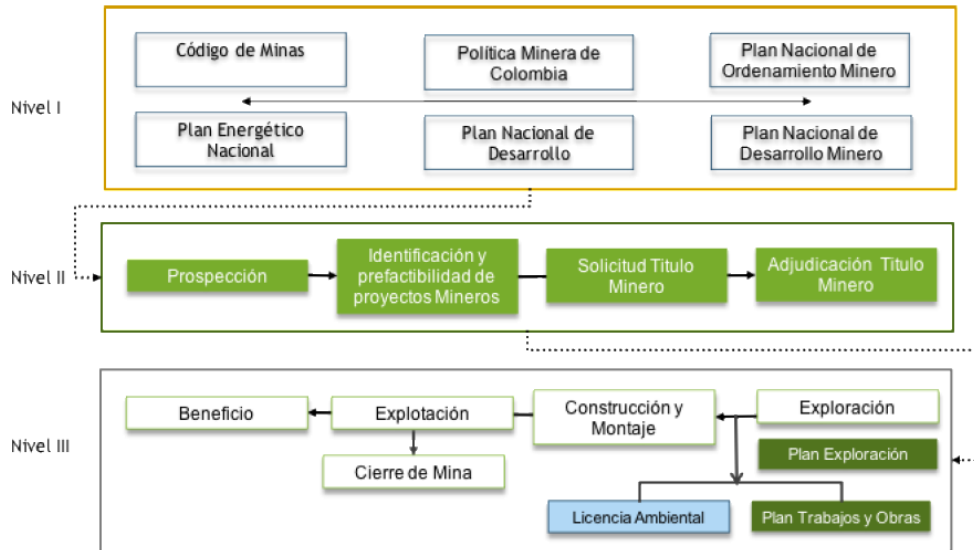 Código de Minas
Política Minera de
Colombia
Plan Nacional de
Ordenamiento Minero
Nivel I
Plan Energético
Nacional
Plan Nacional de
Desarrollo
Plan Nacional de
Desarrollo Minero
Nivel II
Prospección
Identificación y
prefactibilidad de
proyectos Mineros
Solicitud Titulo
Minero
Adjudicación Titulo
Minero
Nivel III
Beneficio
Explotación
Construcción y
Montaje
Exploración
Plan Exploración
Cierre de Mina
Licencia Ambiental
Plan Trabajos y Obras